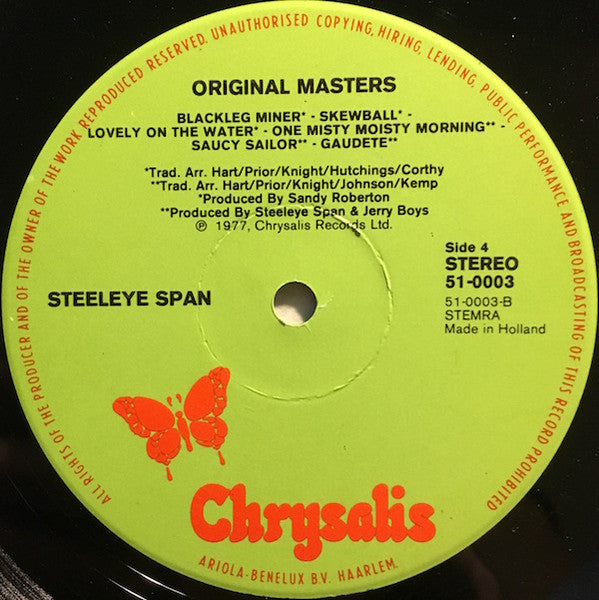 ALL RIGHTS OF THE PRODUCER AND OF THE OWNER OF THE WORK REPRODUCED RESERVED. UNAUTHORISED COPYING, HIRING, LENDING, PUBLIC PERFORMANCE AND BROADCASTING OF THIS RECORD PROHIBITED
ORIGINAL MASTERS
BLACKLEG MINER* - SKEWBALL* -
LOVELY ON THE WATER* - ONE MISTY MOISTY MORNING** -
SAUCY SAILOR** - GAUDETE**
*Trad. Arr. Hart/Prior/Knight/Hutchings/Corthy
**Trad. Arr. Hart/Prior/Knight/Johnson/Kemp
*Produced By Sandy Roberton
**Produced By Steeleye Span & Jerry Boys
℗ 1977, Chrysalis Records Ltd.
Side 4
STEREO
51-0003
STEELEYE SPAN
51-0003-B
STEMRA
Made in Holland
Chrysalis
ARIOLA-BENELUX B.V. HAARLEM.